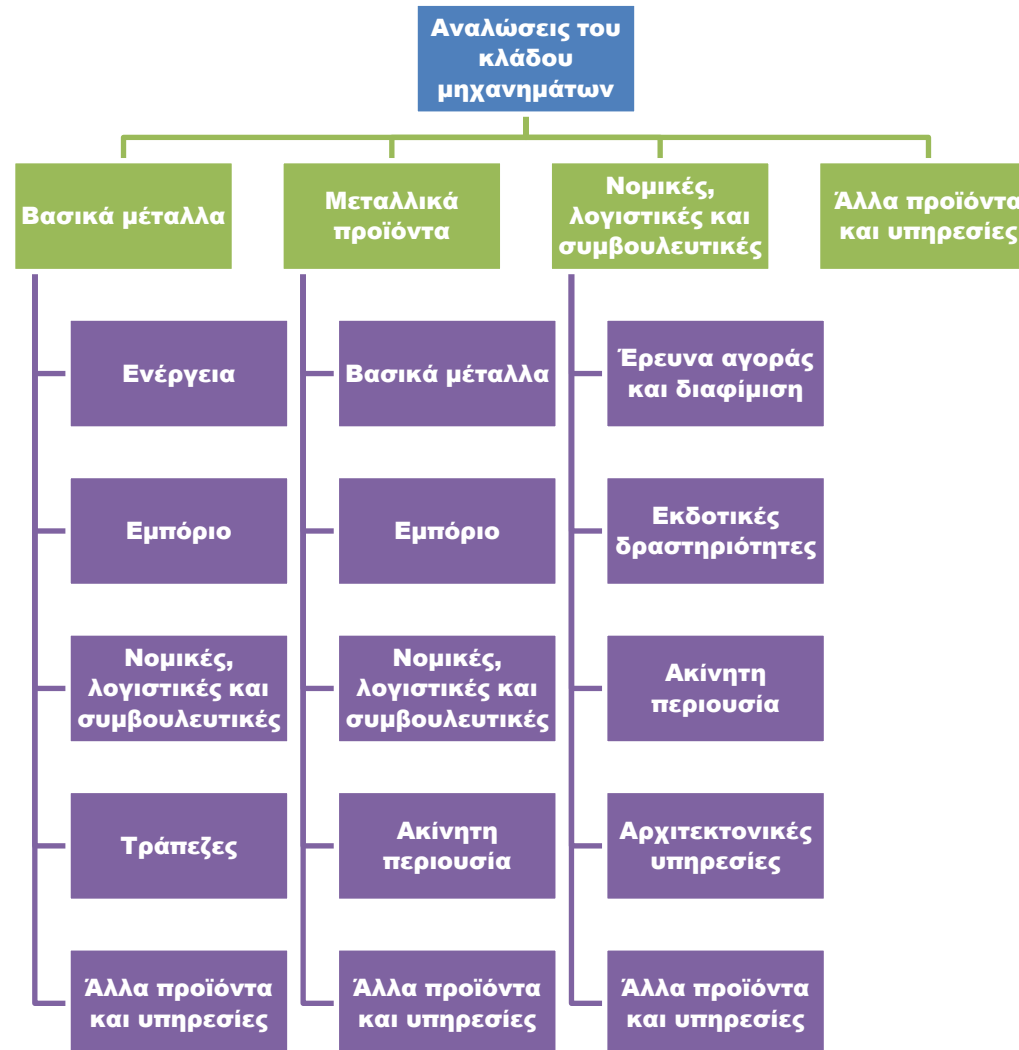 Αναλώσεις του
κλάδου
μηχανημάτων
Βασικά μέταλλα
Μεταλλικά
προϊόντα
Νομικές,
λογιστικές και
συμβουλευτικές
Άλλα προϊόντα
και υπηρεσίες
Ενέργεια
Εμπόριο
Νομικές,
λογιστικές και
συμβουλευτικές
Τράπεζες
Άλλα προϊόντα
και υπηρεσίες
Βασικά μέταλλα
Εμπόριο
Νομικές,
λογιστικές και
συμβουλευτικές
Ακίνητη
περιουσία
Άλλα προϊόντα
και υπηρεσίες
Έρευνα αγοράς
και διαφίμιση
Εκδοτικές
δραστηριότητες
Ακίνητη
περιουσία
Αρχιτεκτονικές
υπηρεσίες
Άλλα προϊόντα
και υπηρεσίες